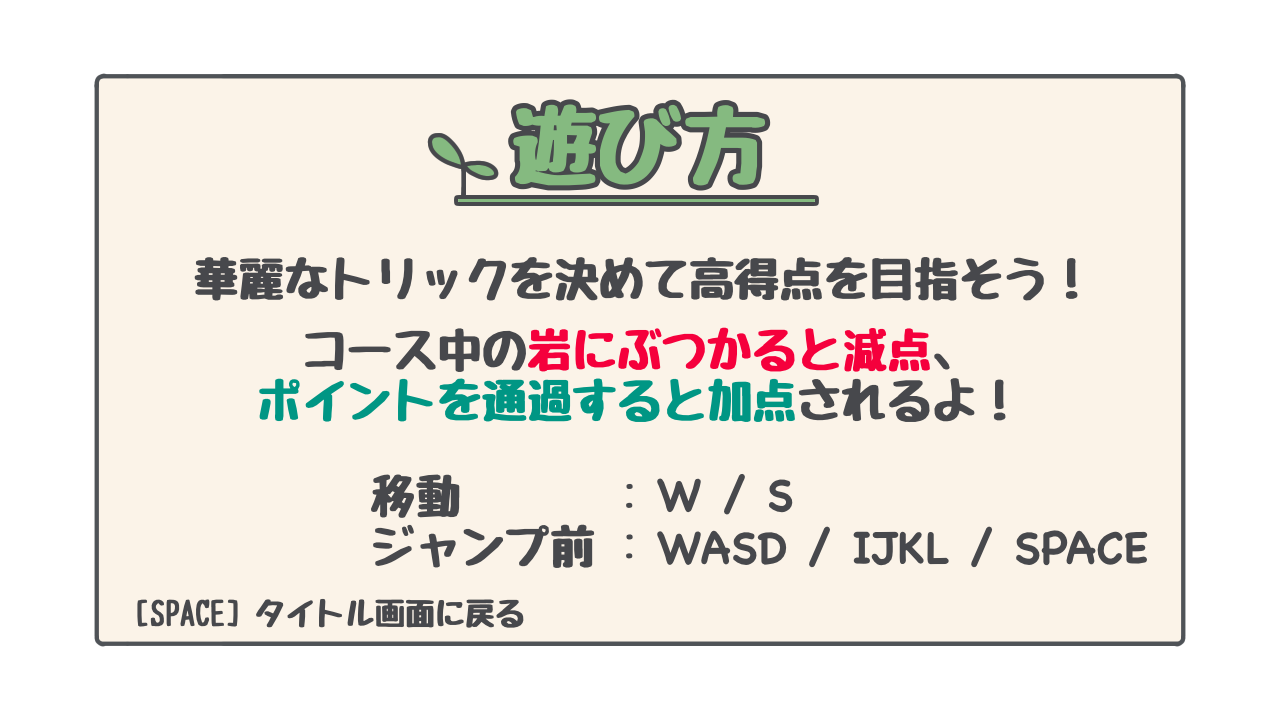 遊び方
華麗なトリックを決めて高得点を目指そう！
コース中の岩にぶつかると減点、
ポイントを通過すると加点されるよ！
移動 : W / S
ジャンプ前 : WASD / IJKL / SPACE
[SPACE] タイトル画面に戻る